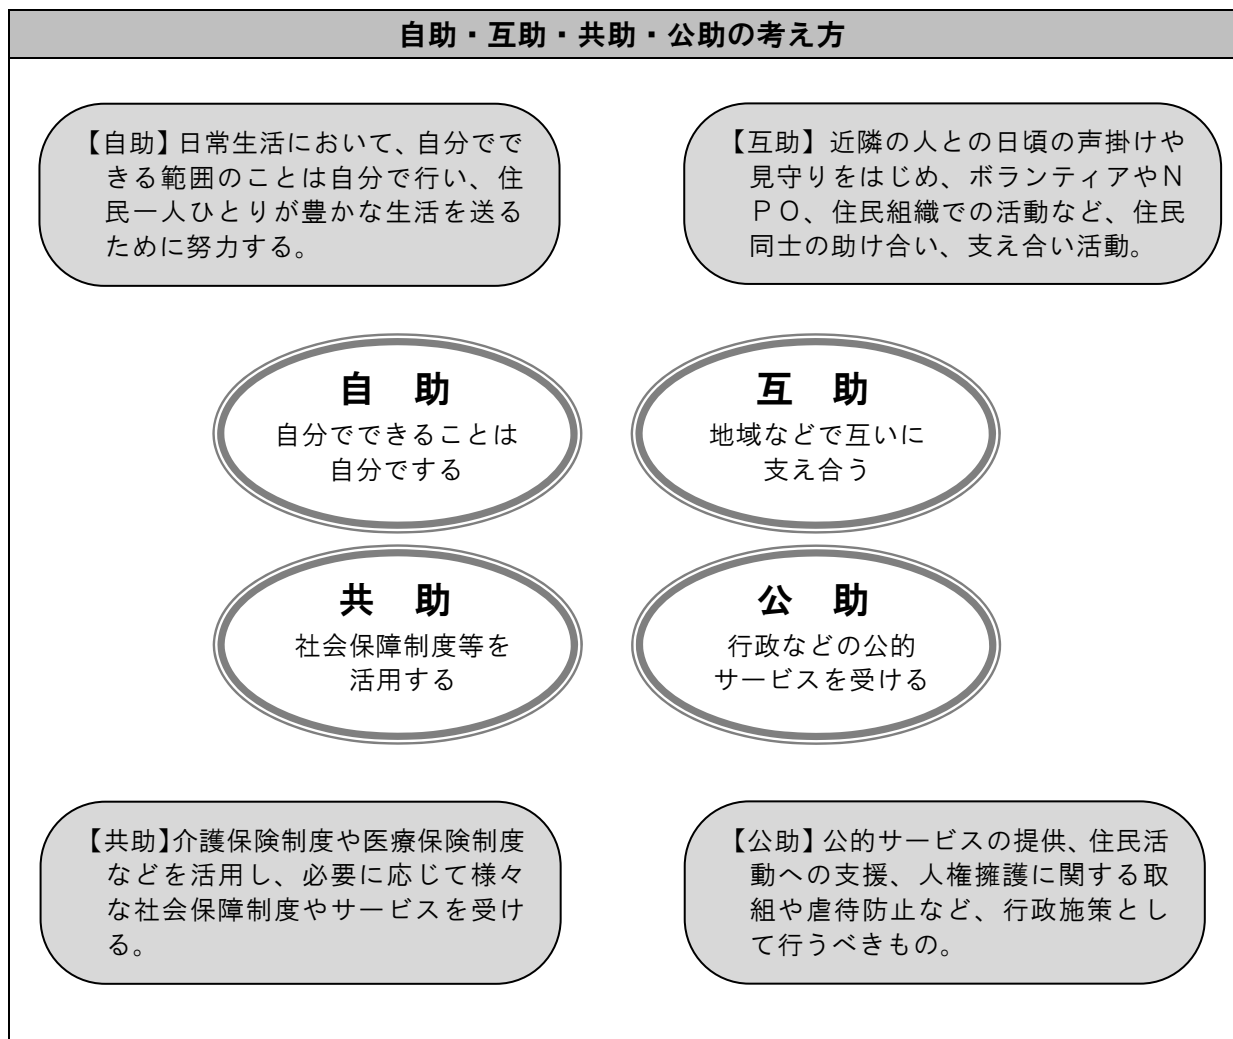 自助・互助・共助・公助の考え方
【自助】日常生活において、自分でで
きる範囲のことは自分で行い、住
民一人ひとりが豊かな生活を送る
ために努力する。
【互助】近隣の人との日頃の声掛けや
見守りをはじめ、ボランティアやＮ
ＰＯ、住民組織での活動など、住民
同士の助け合い、支え合い活動。
自　助
自分でできることは
自分でする
互　助
地域などで互いに
支え合う
共　助
社会保障制度等を
活用する
公　助
行政などの公的
サービスを受ける
【共助】介護保険制度や医療保険制度
などを活用し、必要に応じて様々
な社会保障制度やサービスを受け
る。
【公助】公的サービスの提供、住民活
動への支援、人権擁護に関する取
組や虐待防止など、行政施策とし
て行うべきもの。